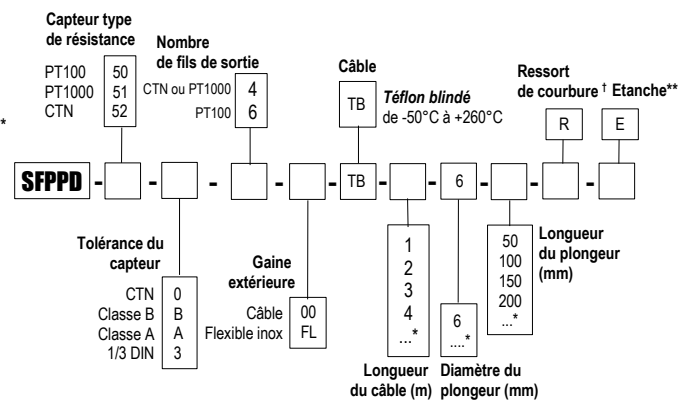 Capteur type
de résistance
PT100 50
PT1000 51
CTN 52
*
Nombre
de fils de sortie
CTN ou PT1000 4
PT100 6
Câble
TB
Téflon blindé
de -50°C à +260°C
Ressort
de courbure † Etanche**
R E
SFPPD - - - - - TB - - 6 - - -
Tolérance du
capteur
CTN 0
Classe B B
Classe A A
1/3 DIN 3
Gaine
extérieure
Câble 00
Flexible inox FL
1
2
3
4
...*
Longueur
du câble (m)
6
....*
Diamètre du
plongeur (mm)
50
100
150
200
...*
Longueur
du plongeur
(mm)